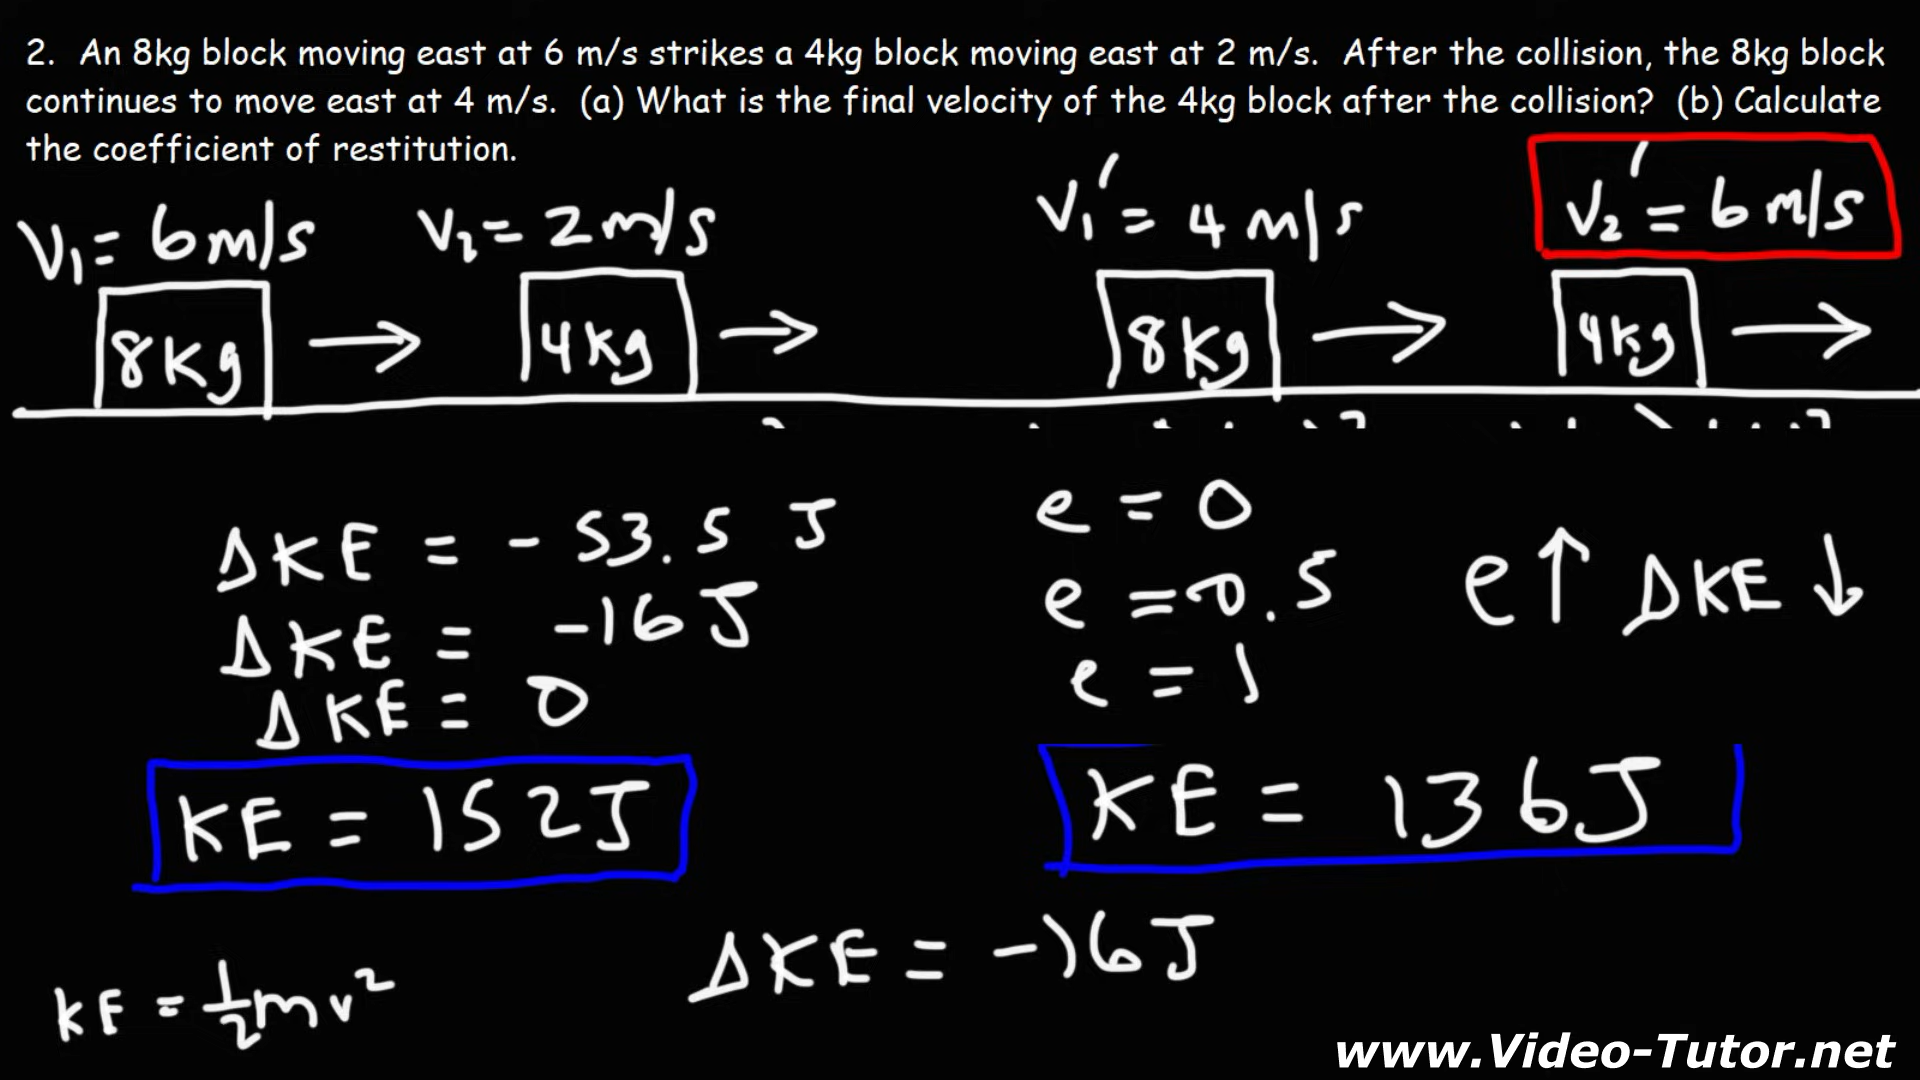 2. An 8kg block moving east at 6 m/s strikes a 4kg block moving east at 2 m/s. After the collision, the 8kg block
continues to move east at 4 m/s. (a) What is the final velocity of the 4kg block after the collision? (b) Calculate
the coefficient of restitution.
V₁ = 6 m/s V₂ = 2 m/s V₁' = 4 m/s V₂' = 6 m/s
8Kg → 4Kg → 8Kg → 4Kg →
ΔKE = -53.5 J e = 0
ΔKE = -16 J e = 0.5 e↑ ΔKE↓
ΔKE = 0 e = 1
KE = 152J KE = 136J
ΔKE = -16J
KE = ½mv²
www.Video-Tutor.net